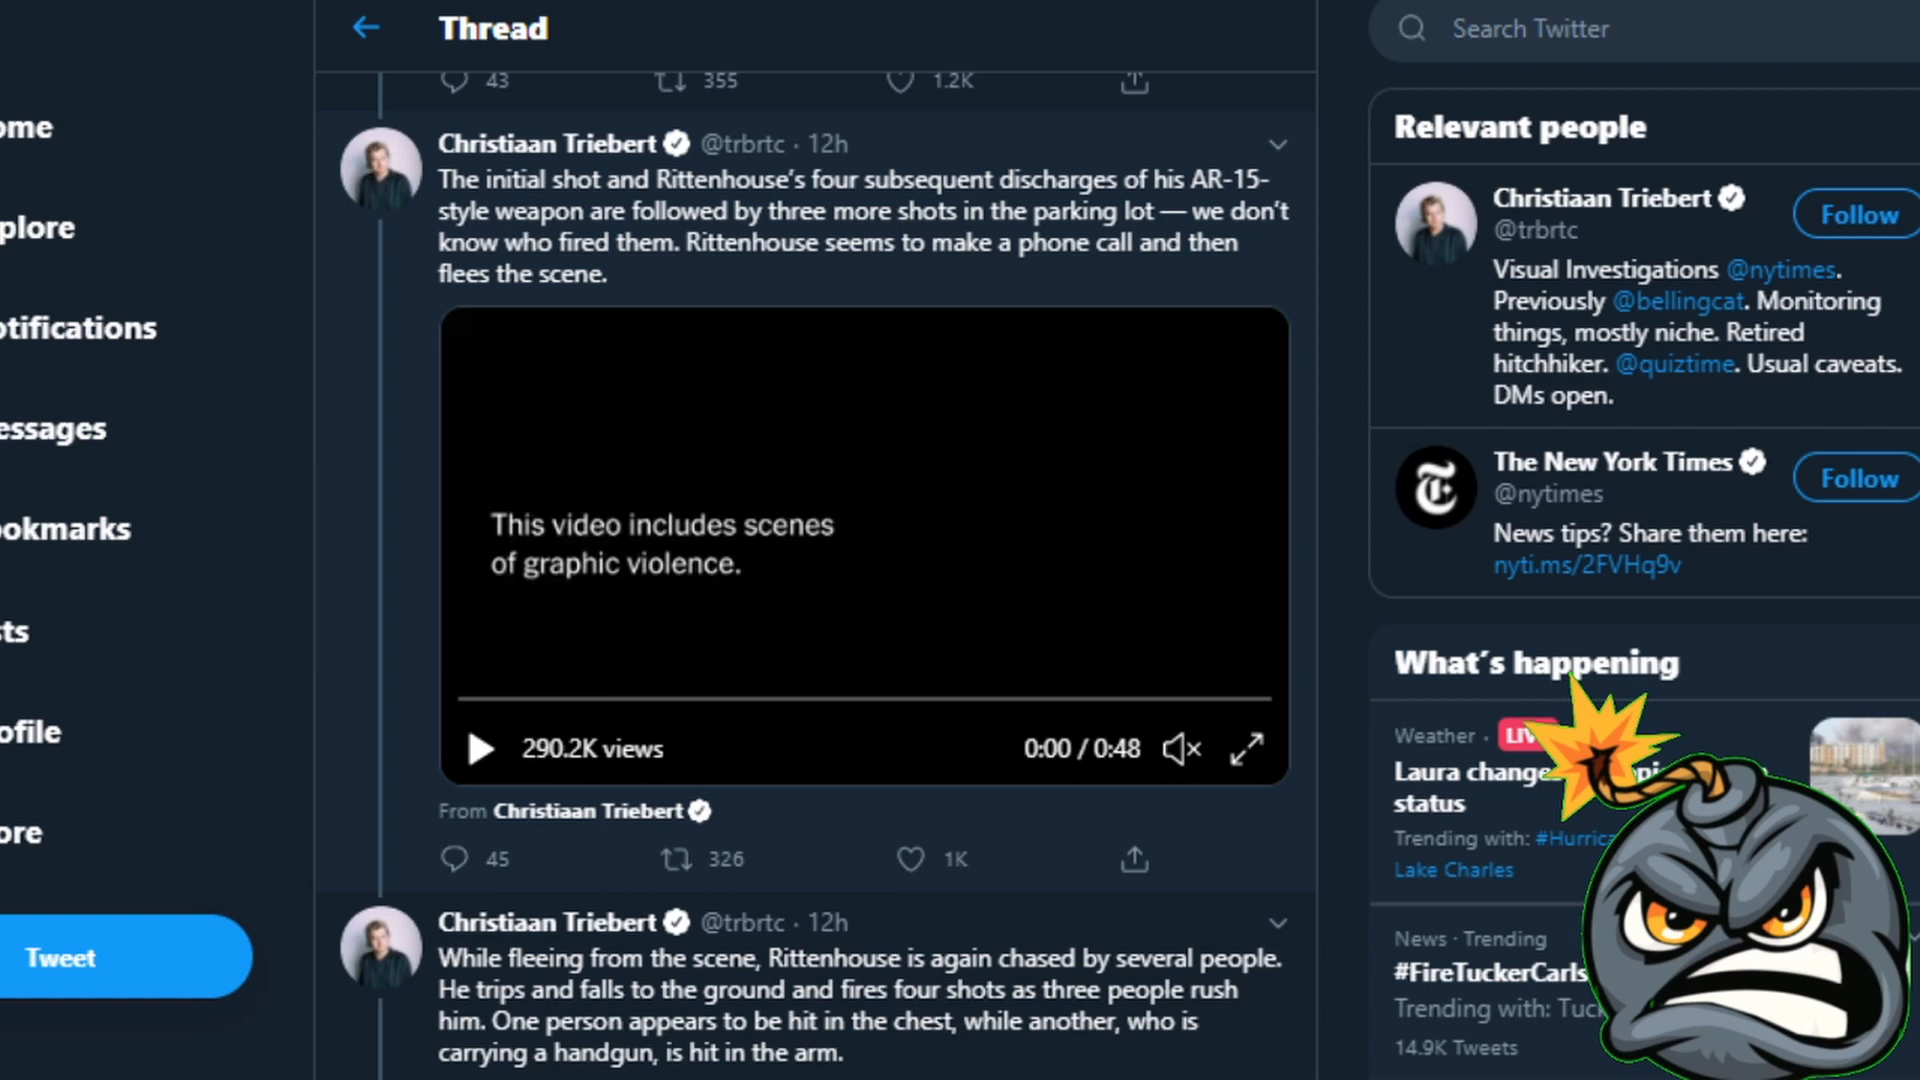 Thread
Search Twitter
43 355 1.2K
ome
plore
otifications
essages
ookmarks
sts
ofile
ore
Tweet
Christiaan Triebert @trbrtc · 12h
The initial shot and Rittenhouse's four subsequent discharges of his AR-15-
style weapon are followed by three more shots in the parking lot — we don't
know who fired them. Rittenhouse seems to make a phone call and then
flees the scene.
This video includes scenes
of graphic violence.
290.2K views 0:00 / 0:48
From Christiaan Triebert
45 326 1K
Christiaan Triebert @trbrtc · 12h
While fleeing from the scene, Rittenhouse is again chased by several people.
He trips and falls to the ground and fires four shots as three people rush
him. One person appears to be hit in the chest, while another, who is
carrying a handgun, is hit in the arm.
Relevant people
Christiaan Triebert
@trbrtc
Follow
Visual Investigations @nytimes.
Previously @bellingcat. Monitoring
things, mostly niche. Retired
hitchhiker. @quiztime. Usual caveats.
DMs open.
The New York Times
@nytimes
Follow
News tips? Share them here:
nyti.ms/2FVHq9v
What's happening
Weather · LIV
Laura change
status
Trending with: #Hurric
Lake Charles
News · Trending
#FireTuckerCarls
Trending with: Tuck
14.9K Tweets